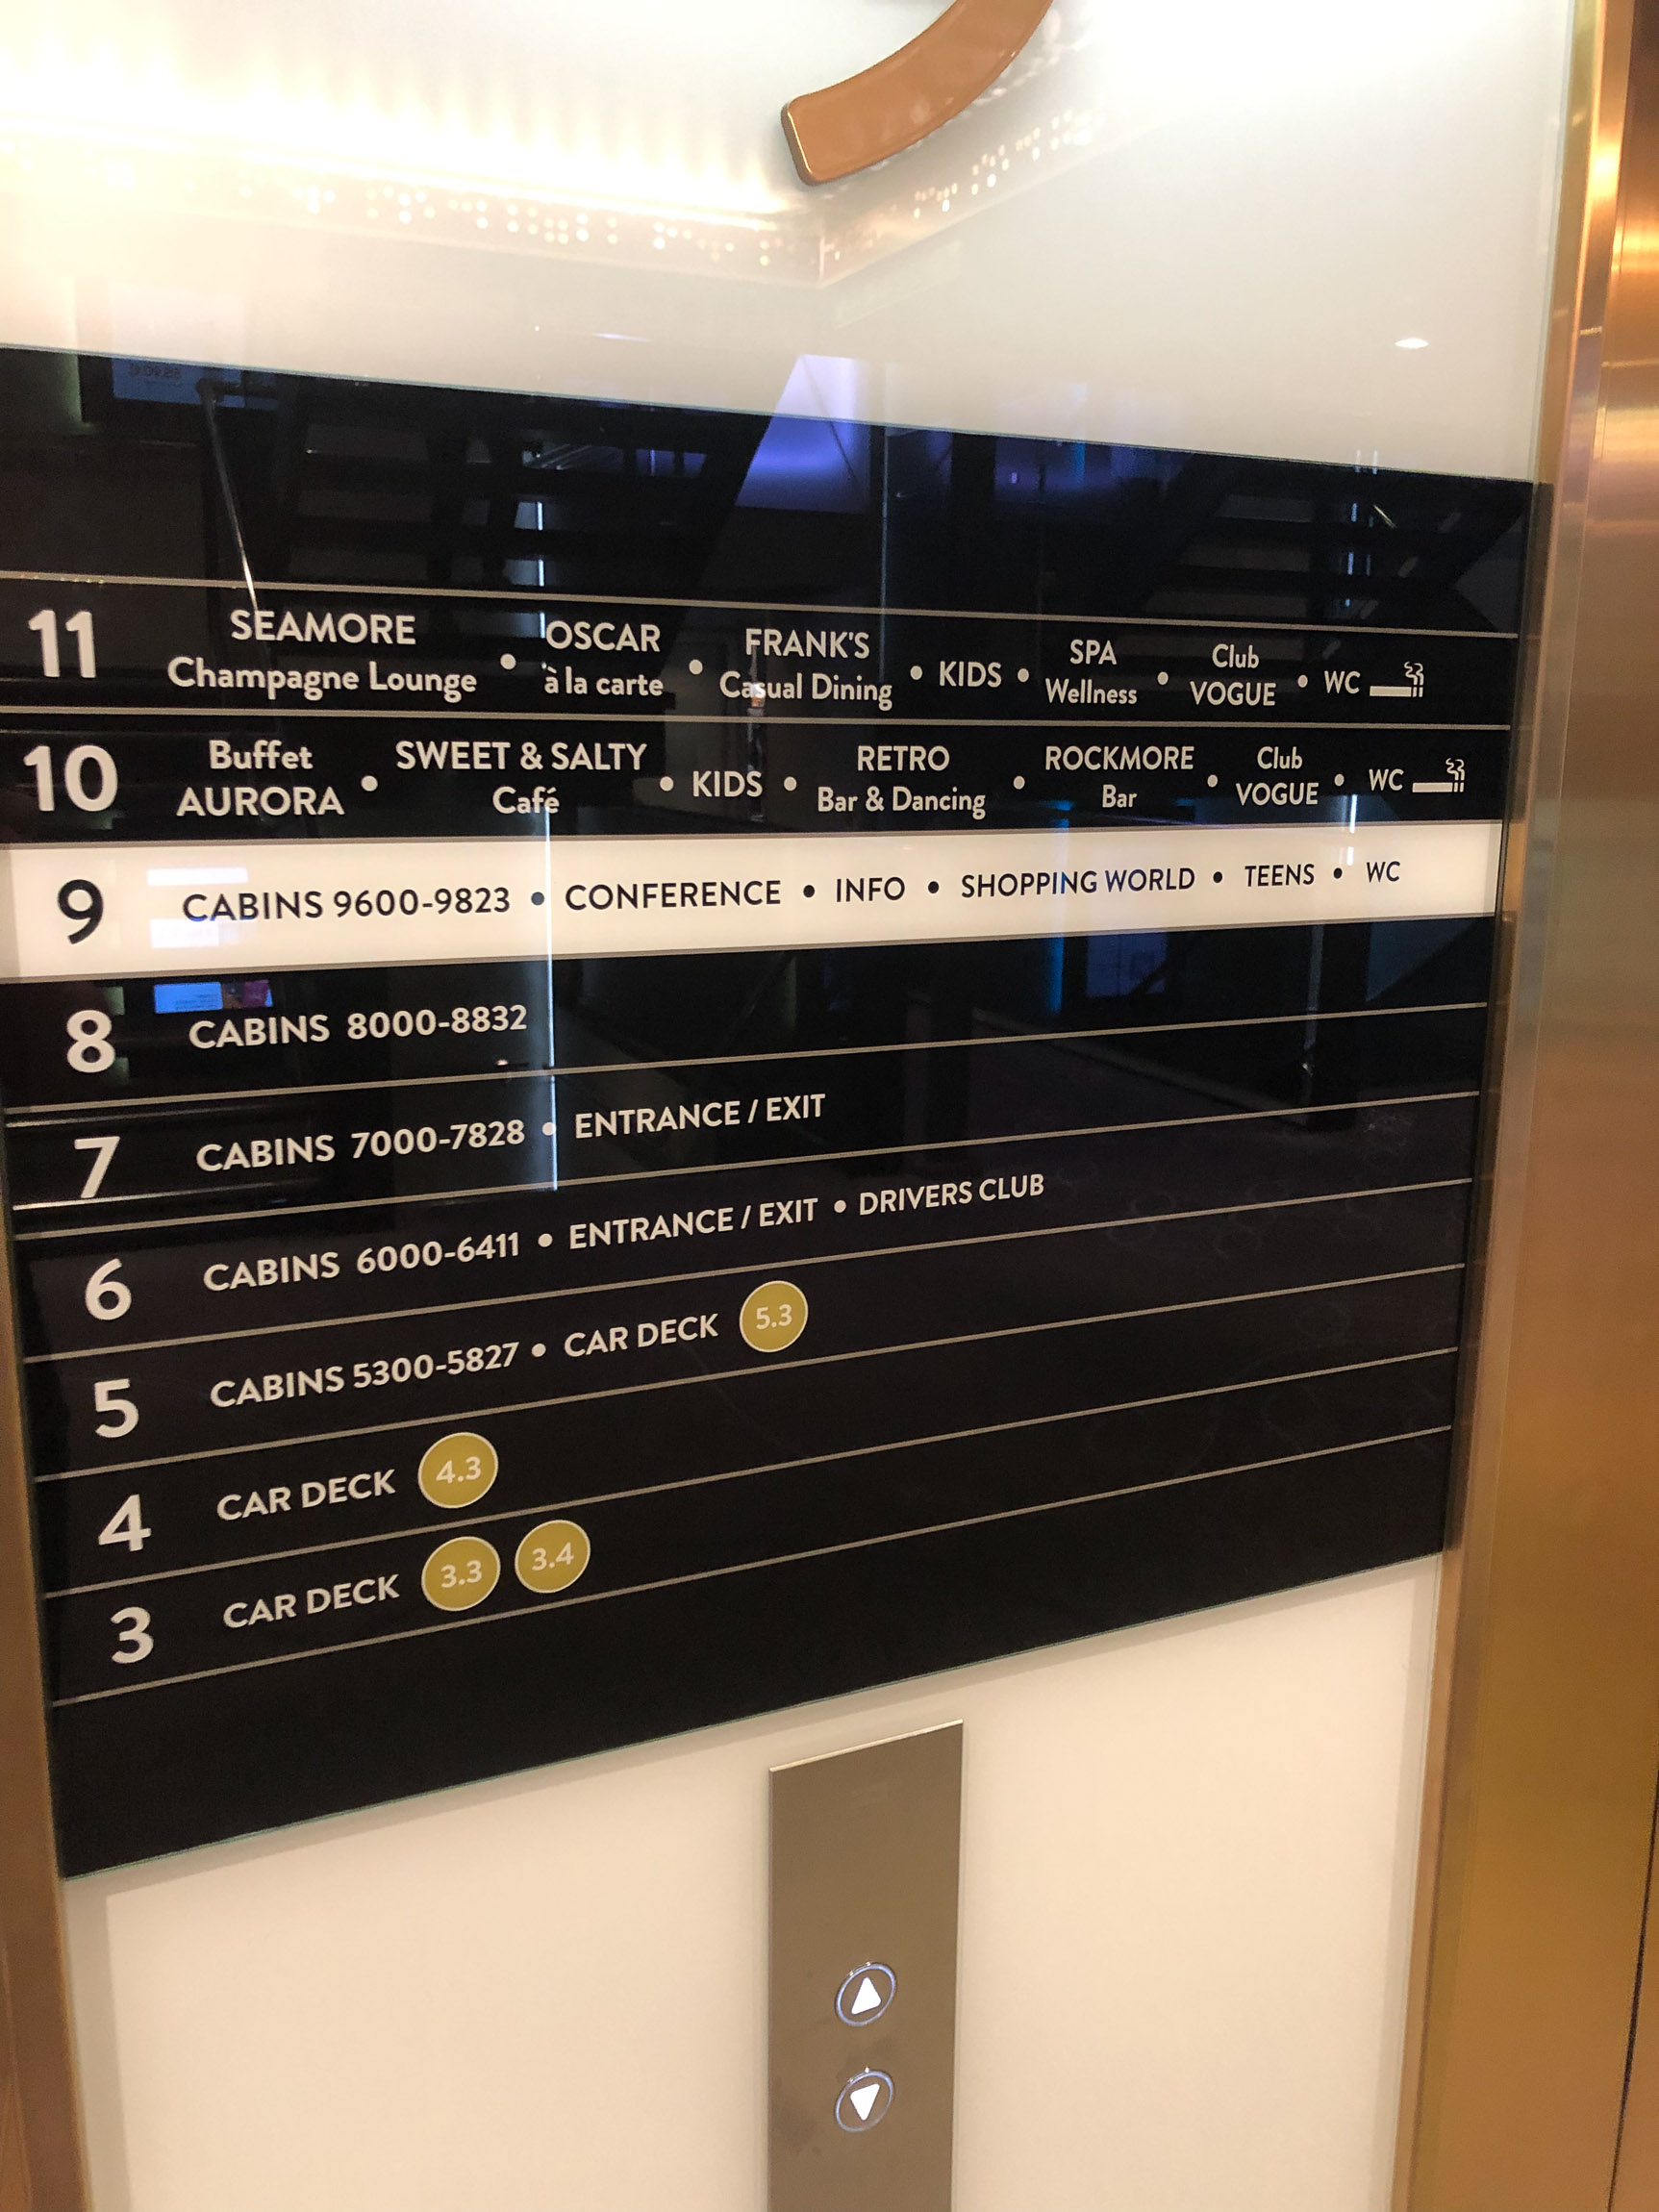 11 SEAMORE Champagne Lounge • OSCAR à la carte • FRANK'S Casual Dining • KIDS • SPA Wellness • Club VOGUE • WC
10 Buffet AURORA • SWEET & SALTY Café • KIDS • RETRO Bar & Dancing • ROCKMORE Bar • Club VOGUE • WC
9 CABINS 9600-9823 • CONFERENCE • INFO • SHOPPING WORLD • TEENS • WC
8 CABINS 8000-8832
7 CABINS 7000-7828 • ENTRANCE / EXIT
6 CABINS 6000-6411 • ENTRANCE / EXIT • DRIVERS CLUB
5 CABINS 5300-5827 • CAR DECK 5.3
4 CAR DECK 4.3
3 CAR DECK 3.3 3.4